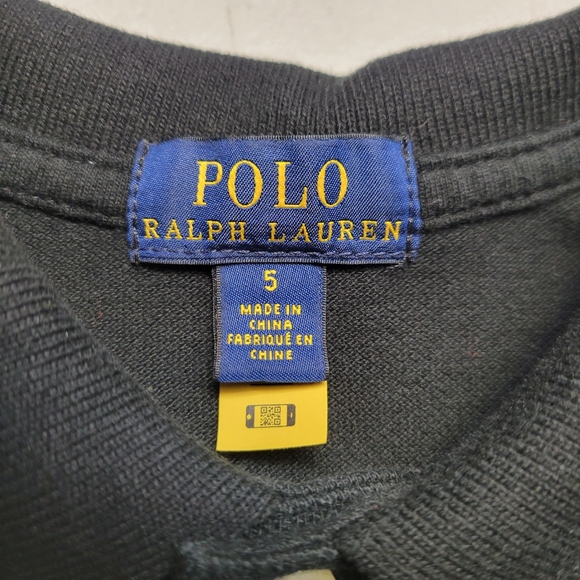 POLO
RALPH LAUREN
5
MADE IN
CHINA
FABRIQUÉ EN
CHINE